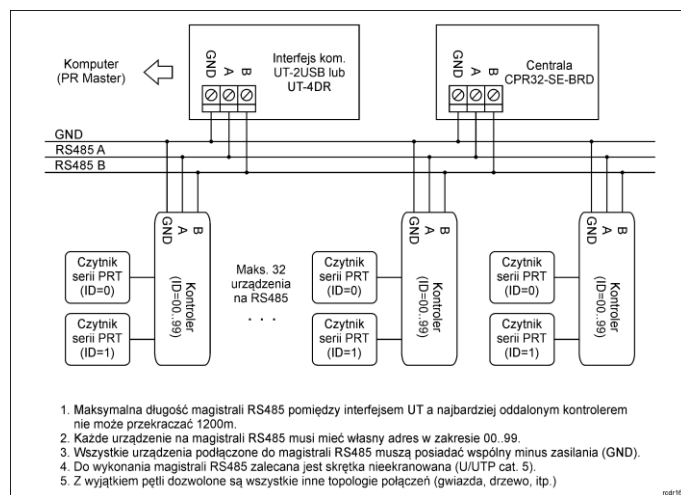 Komputer
(PR Master)
GND
A
B
Interfejs kom.
UT-2USB lub
UT-4DR
GND
A
B
Centrala
CPR32-SE-BRD
GND
RS485 A
RS485 B
GND
A
B
Kontroler
(ID=00..99)
Czytnik
serii PRT
(ID=0)
Czytnik
serii PRT
(ID=1)
Maks. 32
urządzenia
na RS485
. . .
GND
A
B
Kontroler
(ID=00..99)
Czytnik
serii PRT
(ID=0)
Czytnik
serii PRT
(ID=1)
GND
A
B
Kontroler
(ID=00..99)
Czytnik
serii PRT
(ID=0)
Czytnik
serii PRT
(ID=1)
1. Maksymalna długość magistrali RS485 pomiędzy interfejsem UT a najbardziej oddalonym kontrolerem
nie może przekraczać 1200m.
2. Każde urządzenie na magistrali RS485 musi mieć własny adres w zakresie 00..99.
3. Wszystkie urządzenia podłączone do magistrali RS485 muszą posiadać wspólny minus zasilania (GND).
4. Do wykonania magistrali RS485 zalecana jest skrętka nieekranowana (U/UTP cat. 5).
5. Z wyjątkiem pętli dozwolone są wszystkie inne topologie połączeń (gwiazda, drzewo, itp.)